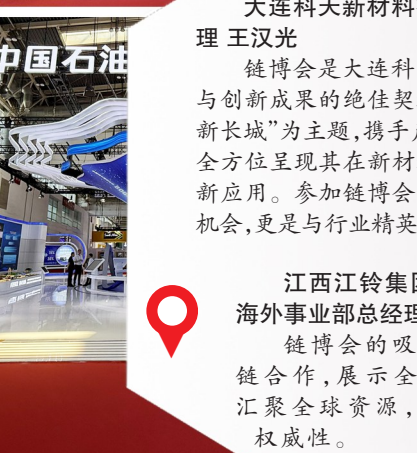 中国石油
大连科天新材料
理 王汉光
链博会是大连科
与创新成果的绝佳契
新长城”为主题,携手
全方位呈现其在新材
新应用。参加链博会
机会,更是与行业精英
江西江铃集团
海外事业部总经理
链博会的吸
链合作,展示全
汇聚全球资源,
权威性。